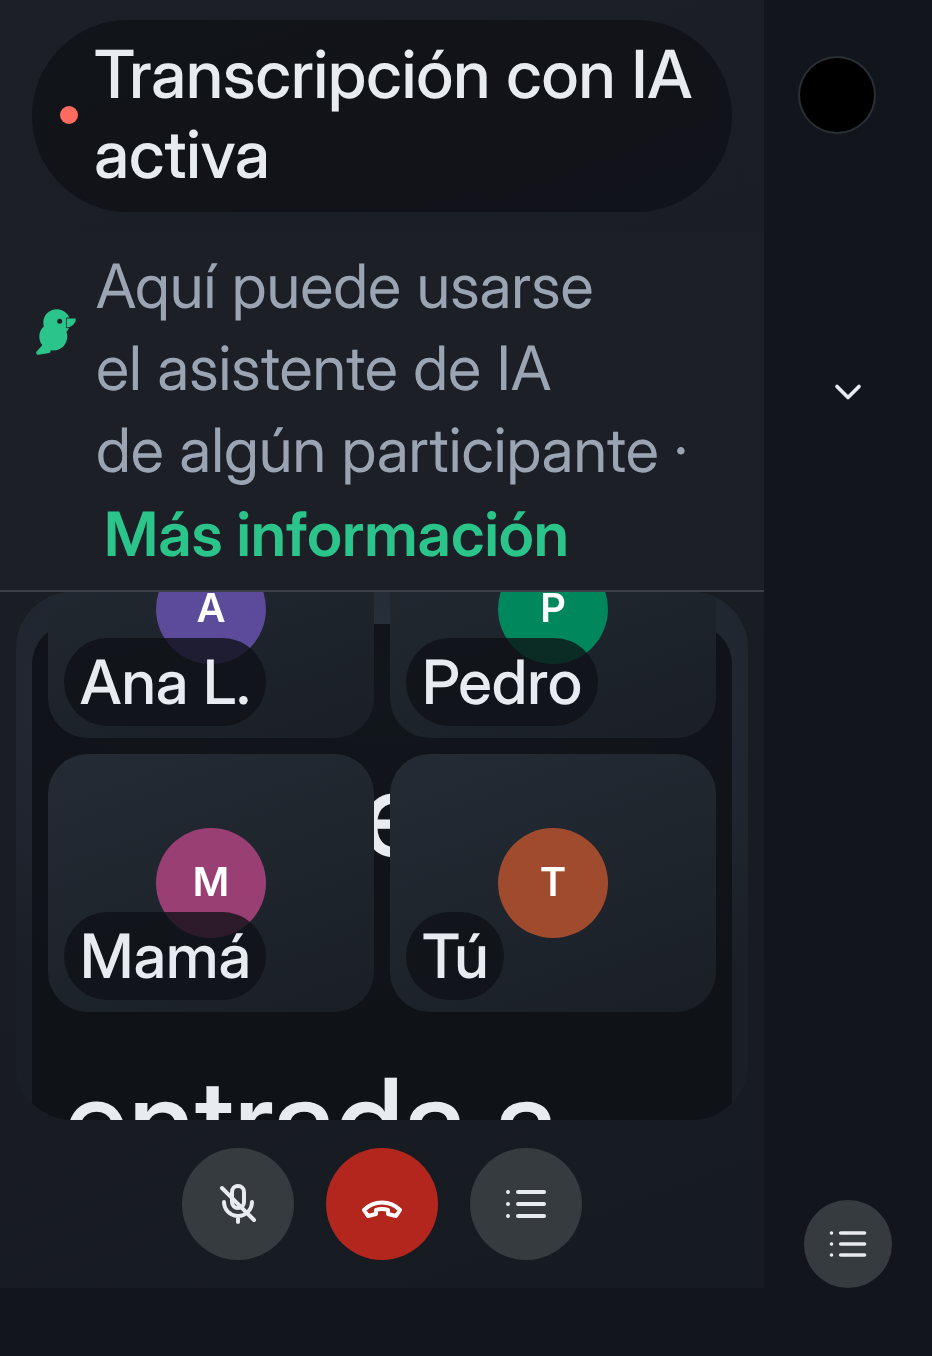 Transcripción con IA
activa
Aquí puede usarse
el asistente de IA
de algún participante ·
Más información
A
P
Ana L.
Pedro
M
T
Mamá
Tú